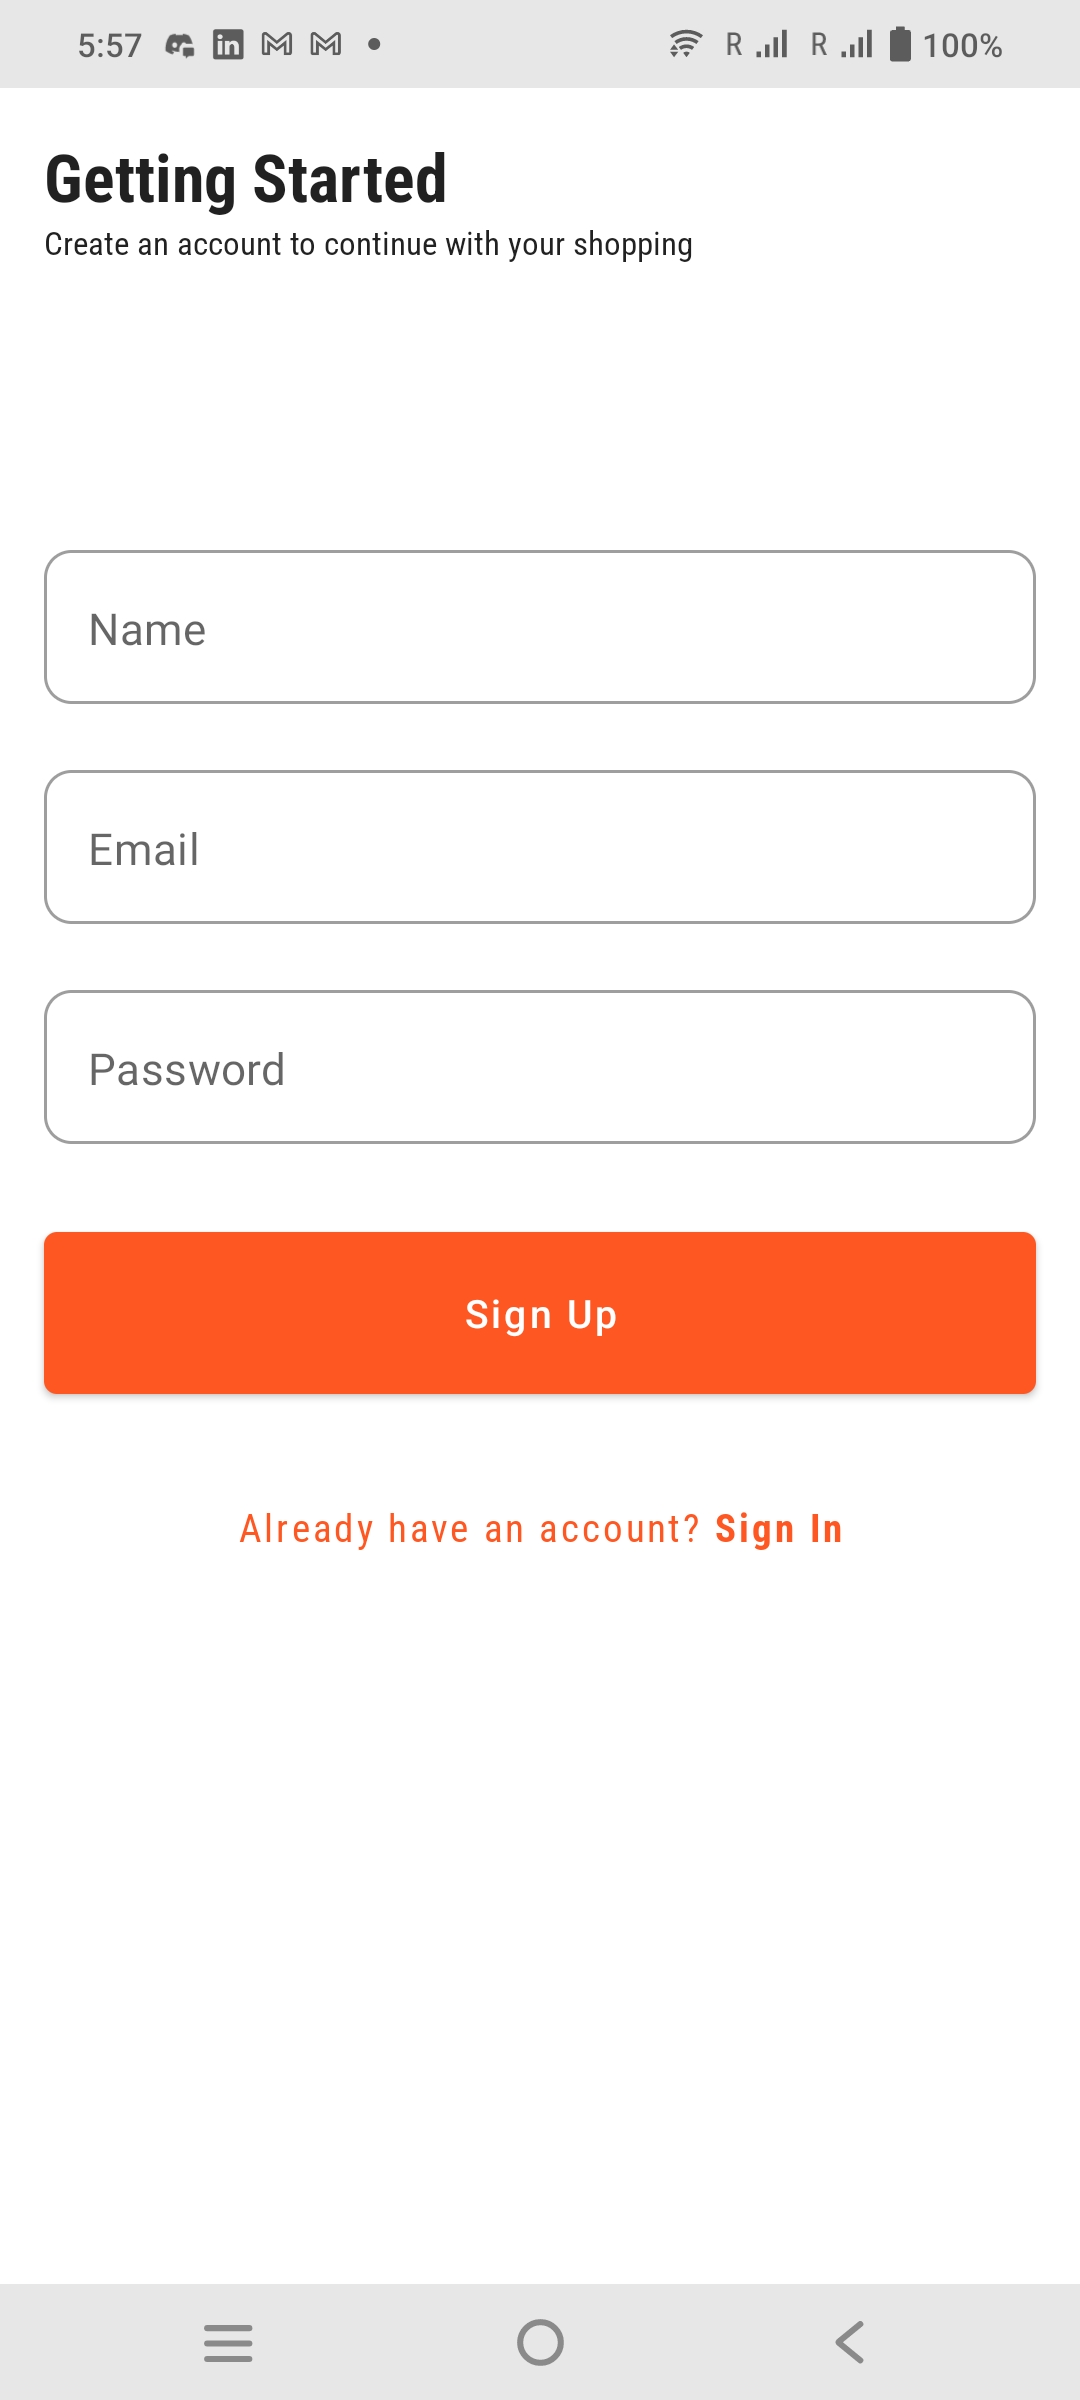 5:57 in R R 100%
Getting Started
Create an account to continue with your shopping
Name
Email
Password
Sign Up
Already have an account? Sign In